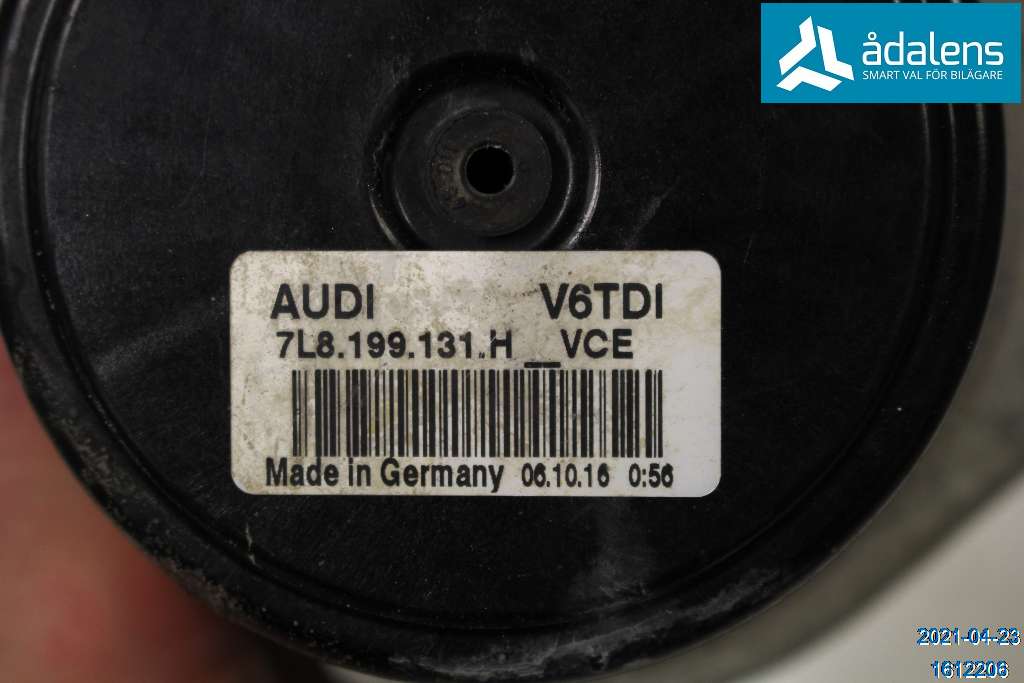 ådalens
SMART VAL FÖR BILÄGARE
AUDI V6TDI
7L8.199.131.H __VCE
Made in Germany 06.10.16 0:56
2021-04-23
1612206